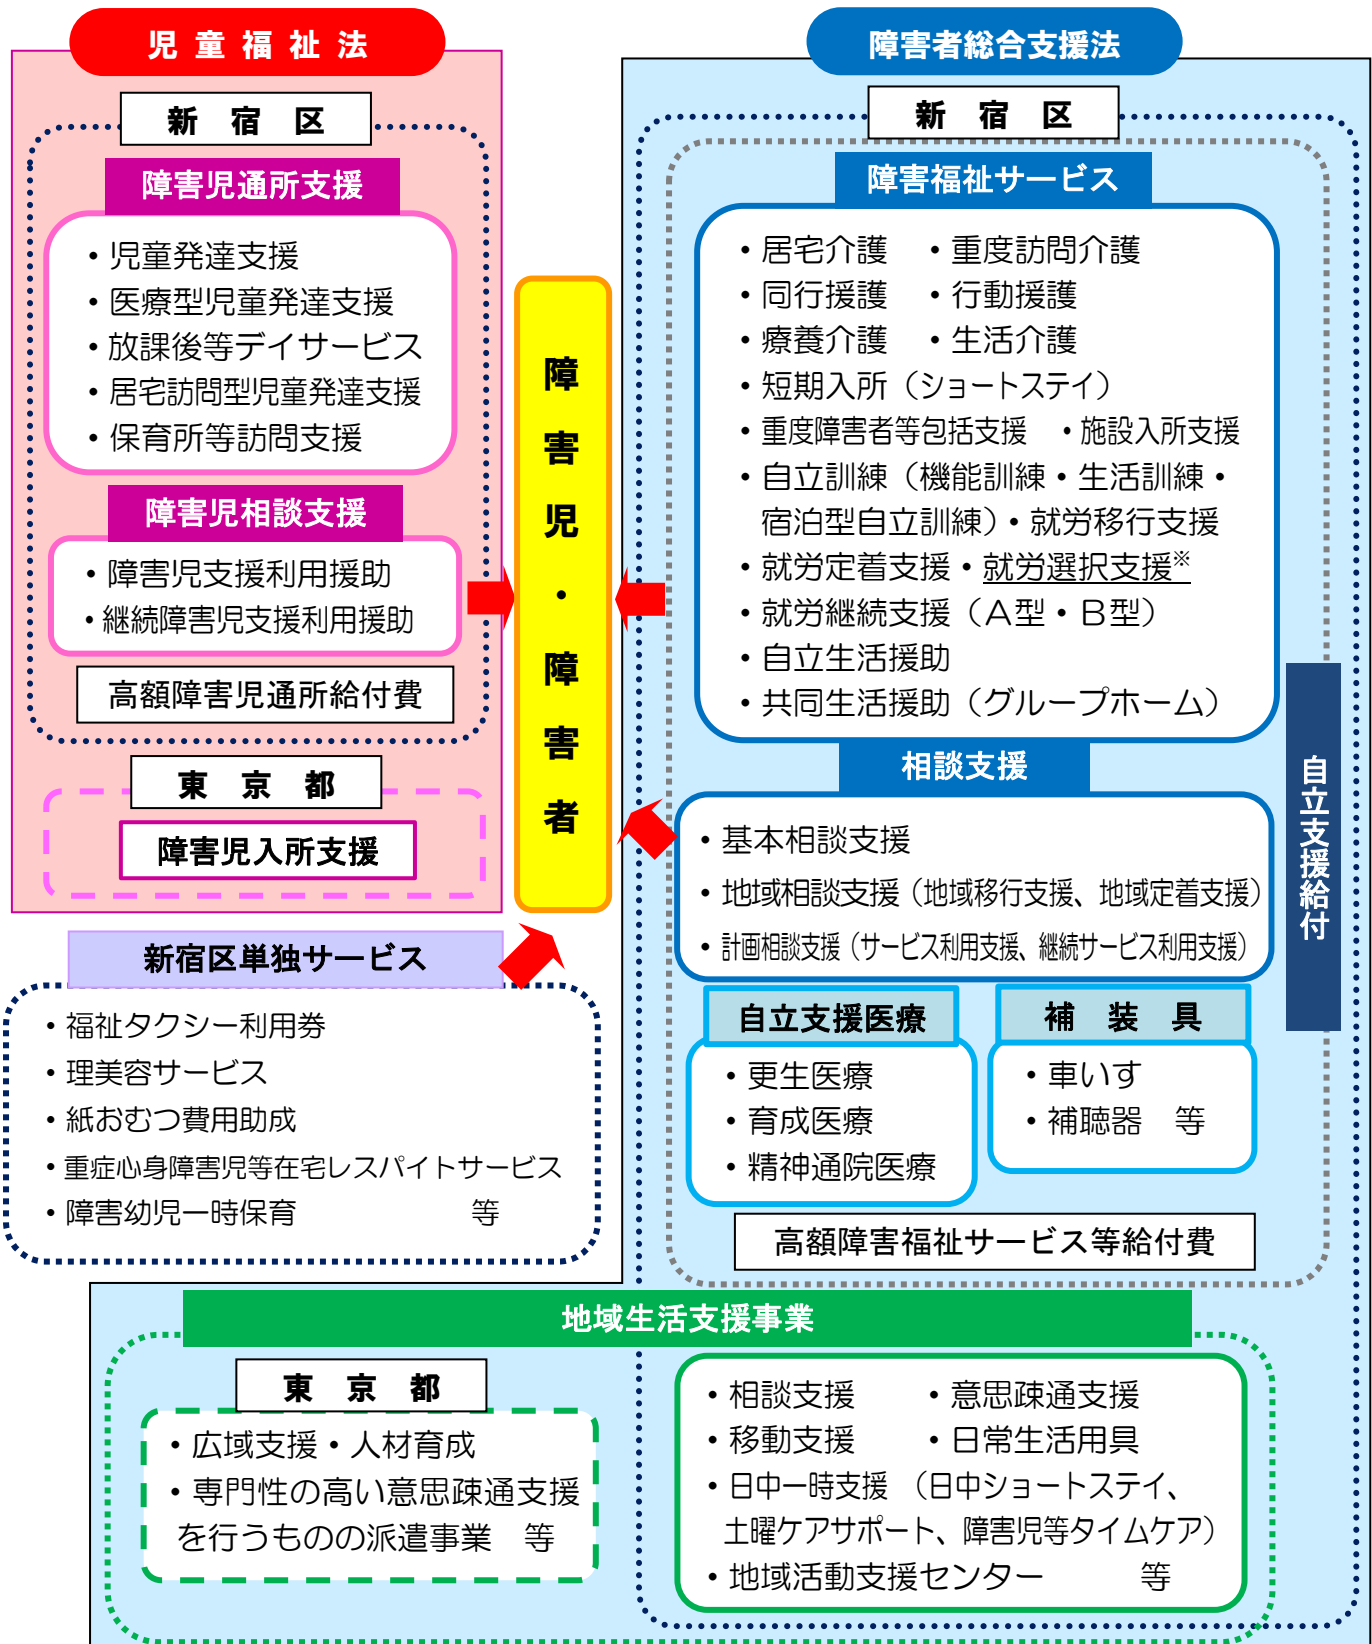 児童福祉法
新宿区
障害児通所支援
・児童発達支援
・医療型児童発達支援
・放課後等デイサービス
・居宅訪問型児童発達支援
・保育所等訪問支援
障害児相談支援
・障害児支援利用援助
・継続障害児支援利用援助
高額障害児通所給付費
東京都
障害児入所支援
新宿区単独サービス
・福祉タクシー利用券
・理美容サービス
・紙おむつ費用助成
・重症心身障害児等在宅レスパイトサービス
・障害幼児一時保育　等
障害児・障害者
障害者総合支援法
新宿区
障害福祉サービス
・居宅介護　・重度訪問介護
・同行援護　・行動援護
・療養介護　・生活介護
・短期入所（ショートステイ）
・重度障害者等包括支援　・施設入所支援
・自立訓練（機能訓練・生活訓練・
宿泊型自立訓練）・就労移行支援
・就労定着支援・就労選択支援※
・就労継続支援（A型・B型）
・自立生活援助
・共同生活援助（グループホーム）
相談支援
・基本相談支援
・地域相談支援（地域移行支援、地域定着支援）
・計画相談支援（サービス利用支援、継続サービス利用支援）
自立支援医療
・更生医療
・育成医療
・精神通院医療
補装具
・車いす
・補聴器　等
高額障害福祉サービス等給付費
自立支援給付
地域生活支援事業
東京都
・広域支援・人材育成
・専門性の高い意思疎通支援
を行うものの派遣事業　等
・相談支援　・意思疎通支援
・移動支援　・日常生活用具
・日中一時支援　（日中ショートステイ、
土曜ケアサポート、障害児等タイムケア）
・地域活動支援センター　等